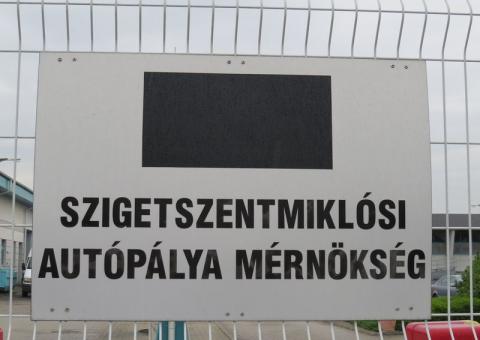 SZIGETSZENTMIKLÓSI
AUTÓPÁLYA MÉRNÖKSÉG